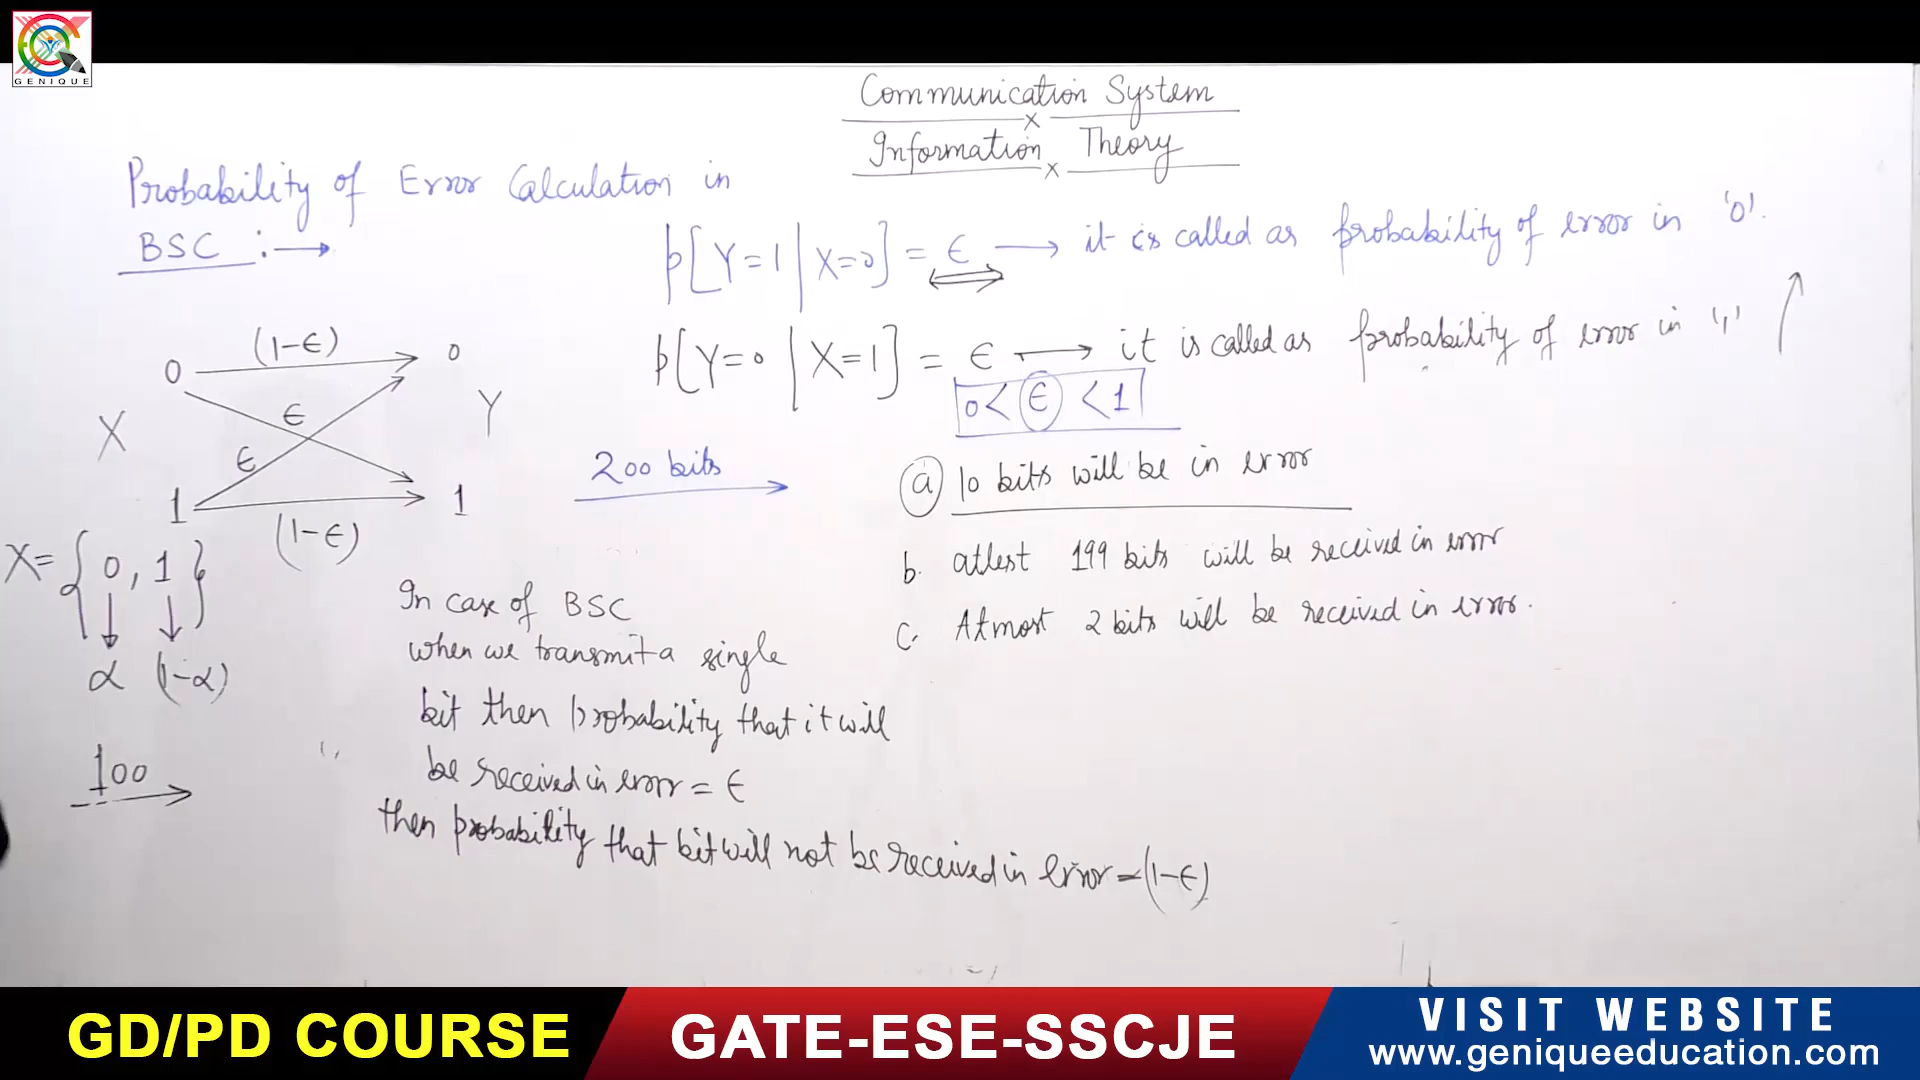 GENIQUE
Communication System
Information Theory
Probability of Error Calculation in
BSC :→
p[Y=1 | X=0] = ϵ → it is called as probability of error in '0'.
p[Y=0 | X=1] = ϵ → it is called as probability of error in '1'
0 < ϵ < 1
0 (1-ϵ) 0
X ϵ Y
ϵ
1 (1-ϵ) 1
X = {0, 1}
α (1-α)
100
200 bits
(a) 10 bits will be in error
b. atlest 199 bits will be received in error
c. Atmost 2 bits will be received in error.
In case of BSC
when we transmit a single
bit then probability that it will
be received in error = ϵ
then probability that bit will not be received in error = (1-ϵ)
GD/PD COURSE
GATE-ESE-SSCJE
VISIT WEBSITE
www.geniqueeducation.com